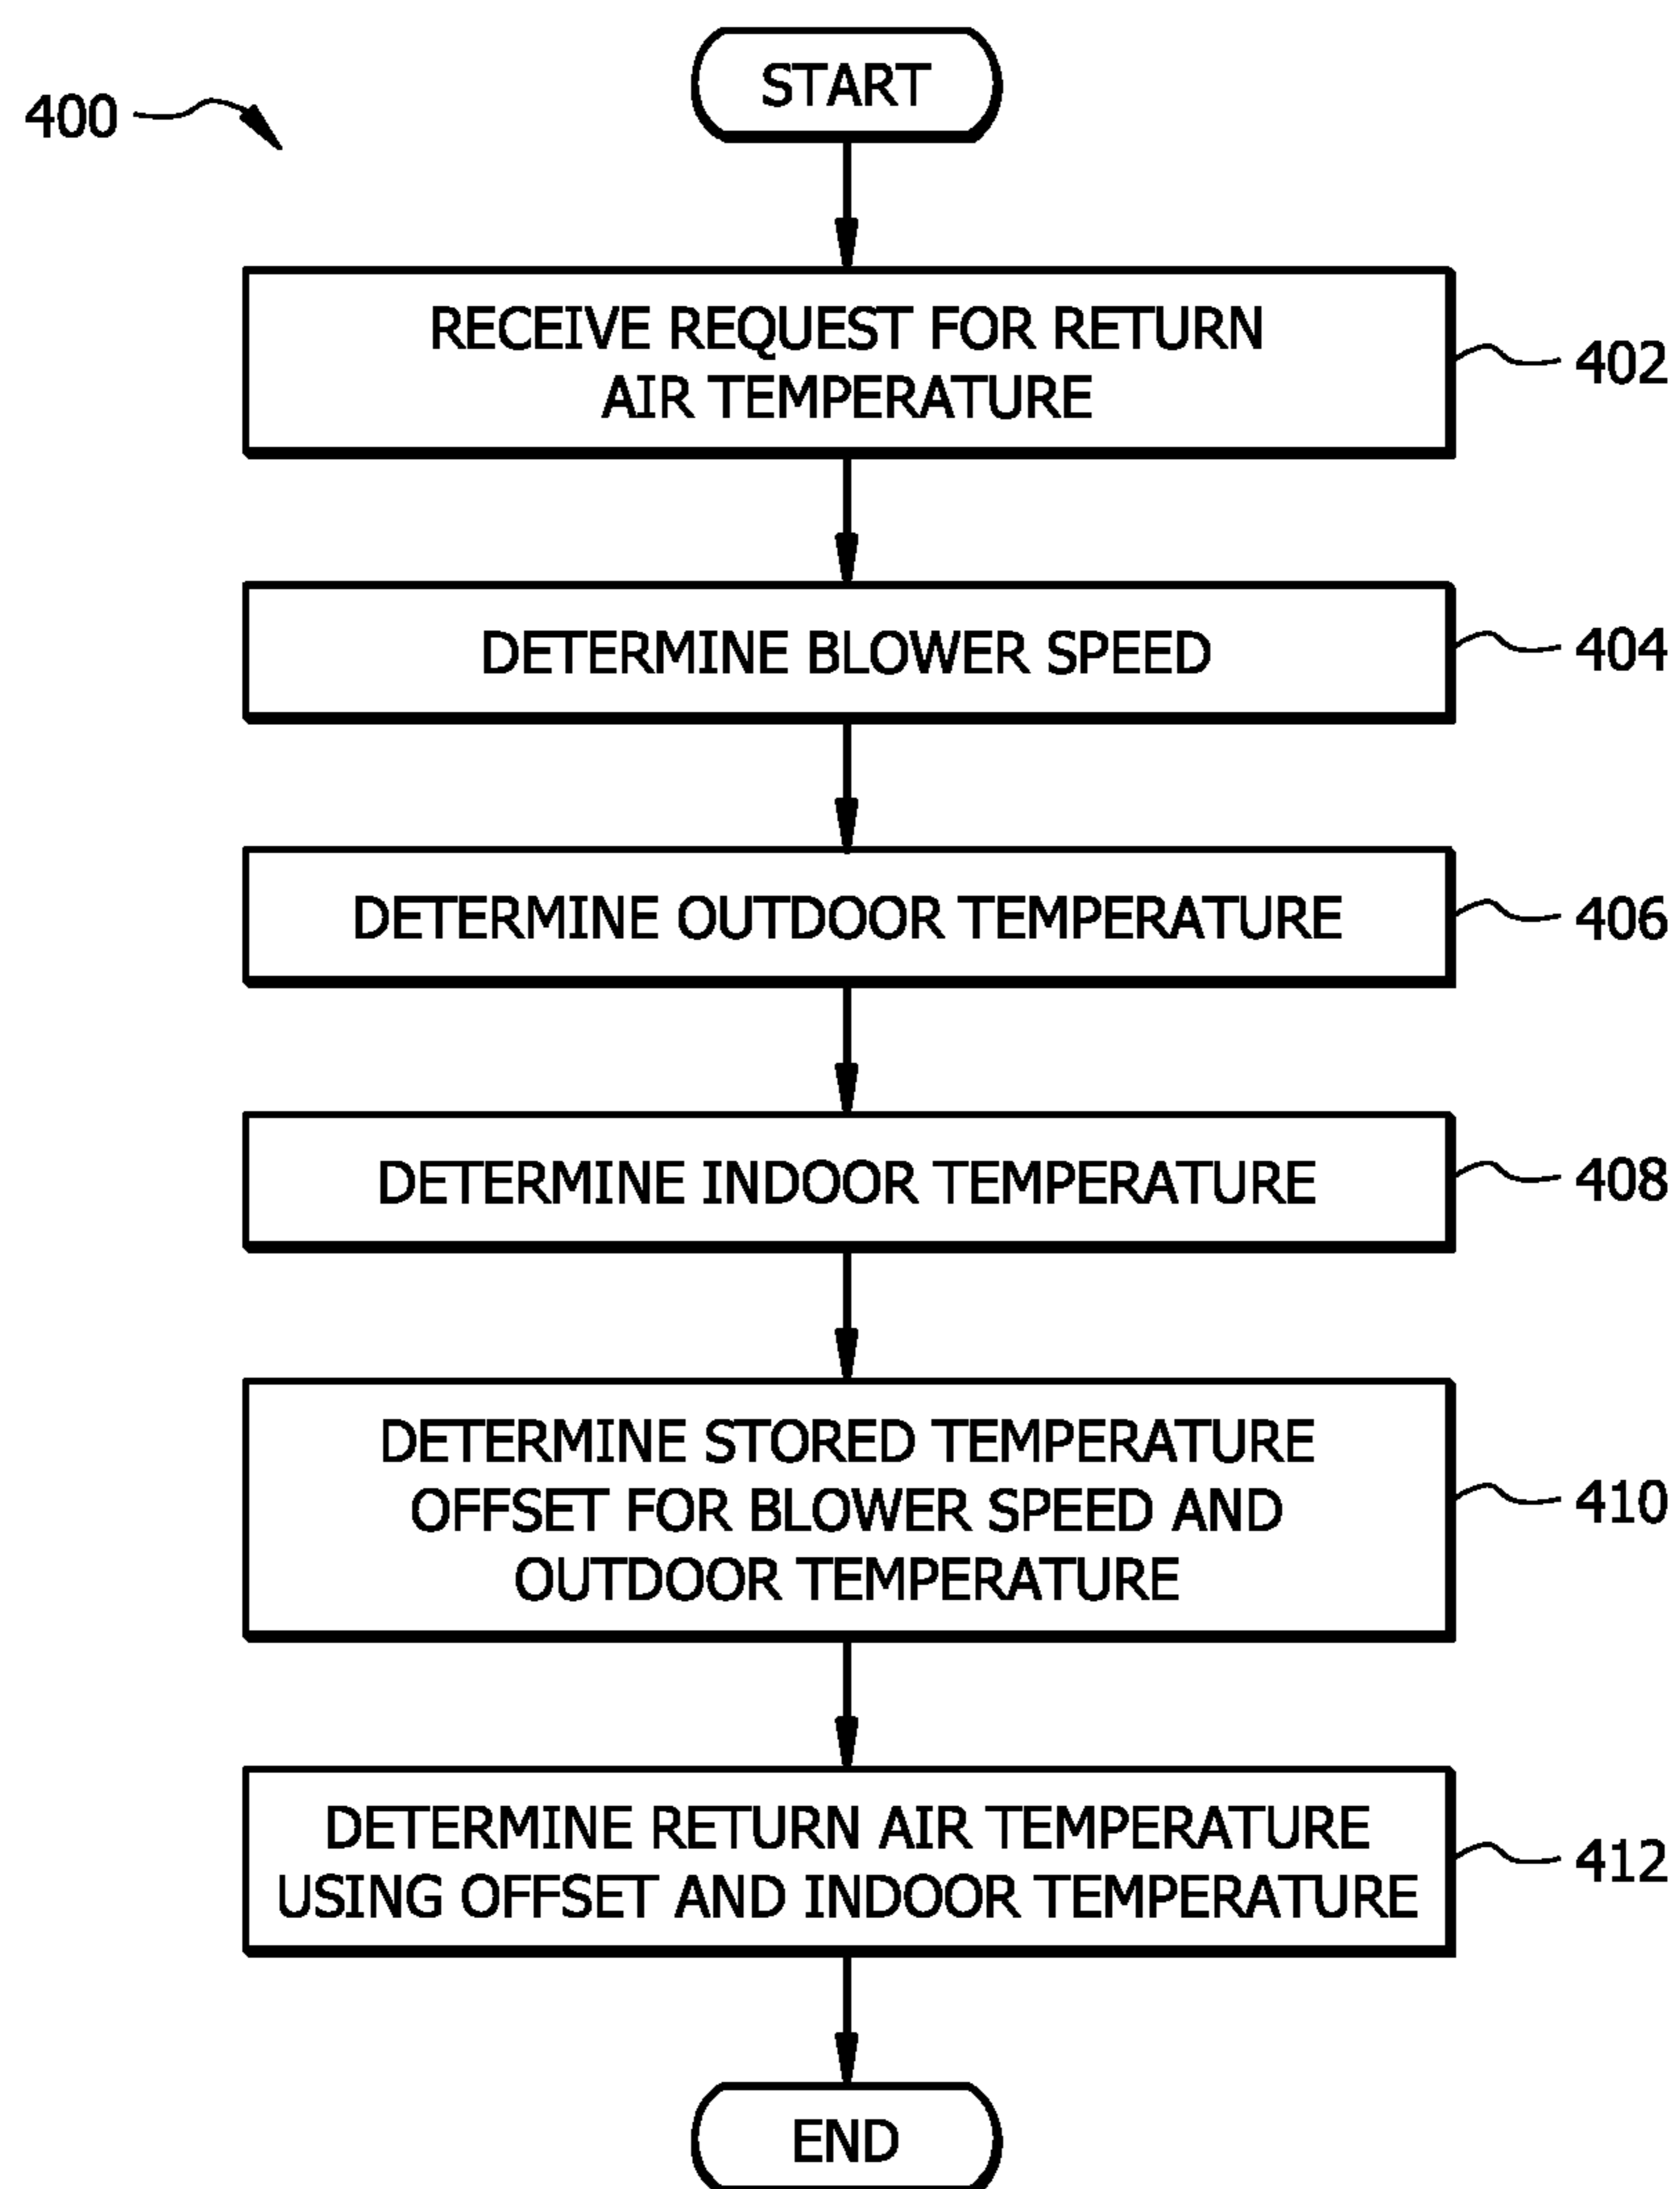 START
400
RECEIVE REQUEST FOR RETURN
AIR TEMPERATURE
402
DETERMINE BLOWER SPEED
404
DETERMINE OUTDOOR TEMPERATURE
406
DETERMINE INDOOR TEMPERATURE
408
DETERMINE STORED TEMPERATURE
OFFSET FOR BLOWER SPEED AND
OUTDOOR TEMPERATURE
410
DETERMINE RETURN AIR TEMPERATURE
USING OFFSET AND INDOOR TEMPERATURE
412
END